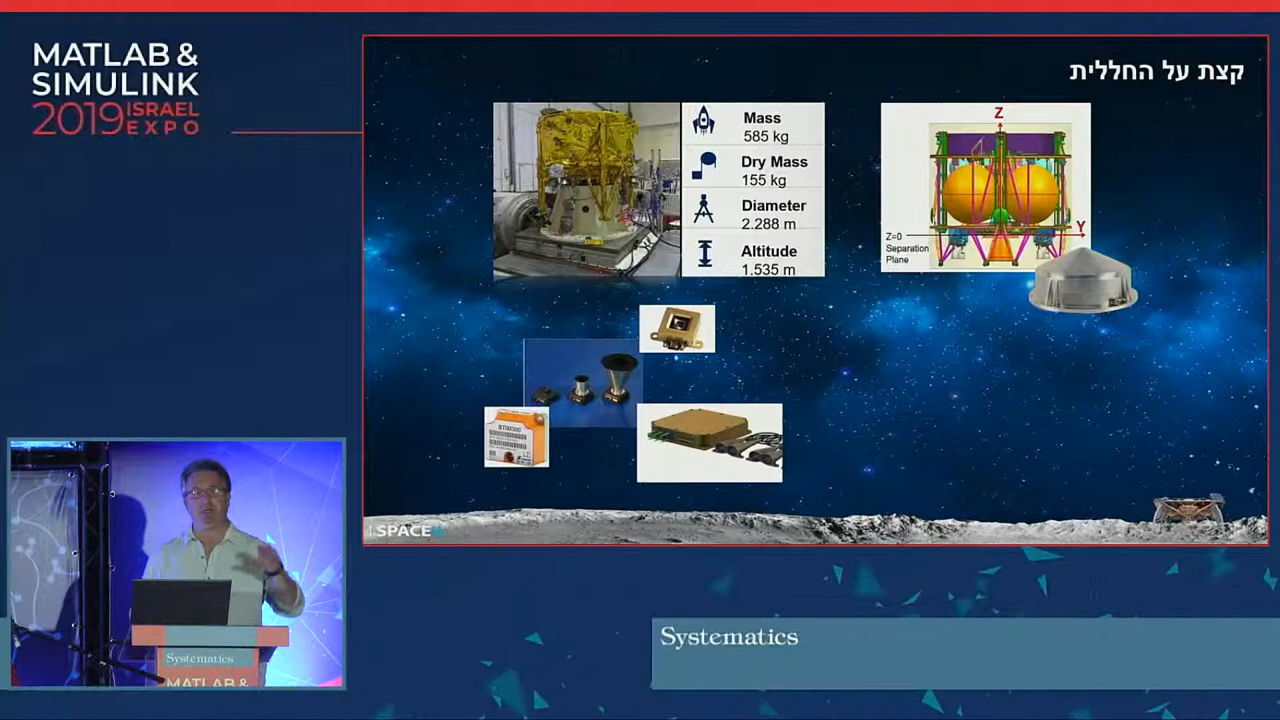 MATLAB &
SIMULINK
2019 ISRAEL
EXPO
קצת על החללית
Mass
585 kg
Dry Mass
155 kg
Diameter
2.288 m
Altitude
1.535 m
Z
Y
Z=0
Separation
Plane
SPACE
Systematics
Systematics
MATLAB &